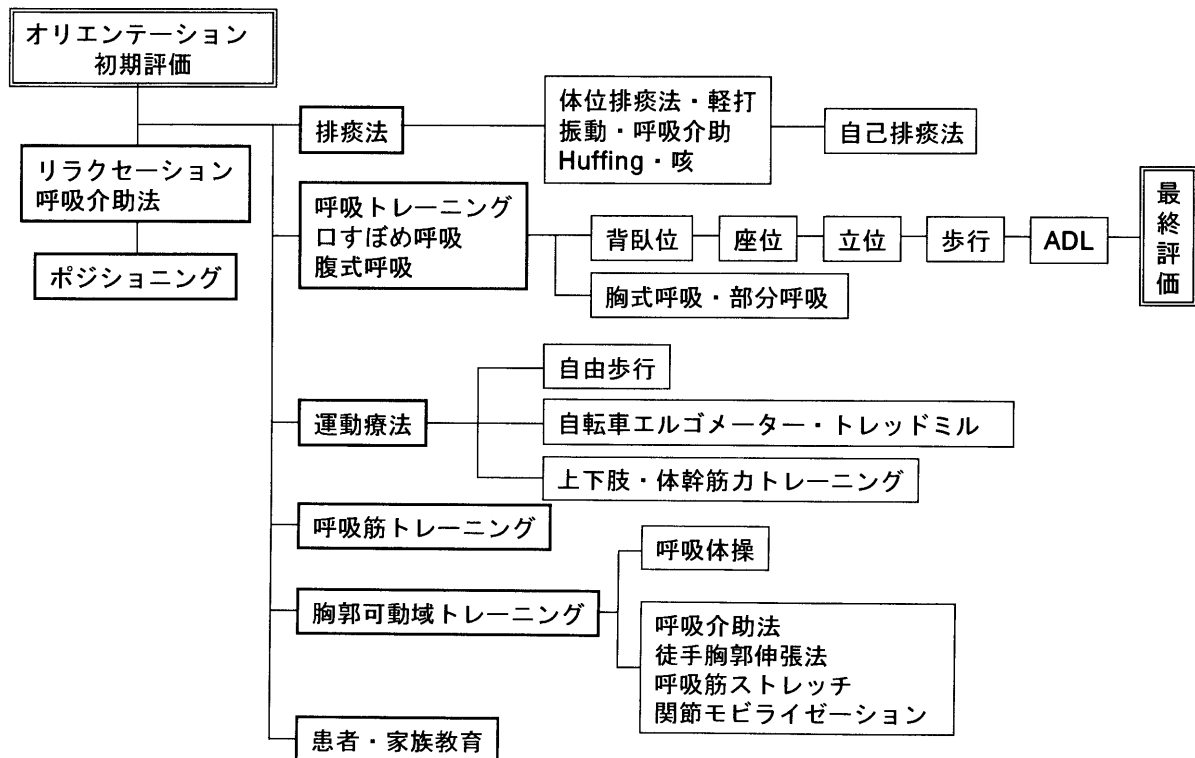 オリエンテーション
初期評価
リラクセーション
呼吸介助法
ポジショニング
排痰法
体位排痰法・軽打
振動・呼吸介助
Huffing・咳
自己排痰法
呼吸トレーニング
口すぼめ呼吸
腹式呼吸
背臥位
座位
立位
歩行
ADL
最終評価
胸式呼吸・部分呼吸
運動療法
自由歩行
自転車エルゴメーター・トレッドミル
上下肢・体幹筋力トレーニング
呼吸筋トレーニング
胸郭可動域トレーニング
呼吸体操
呼吸介助法
徒手胸郭伸張法
呼吸筋ストレッチ
関節モビライゼーション
患者・家族教育